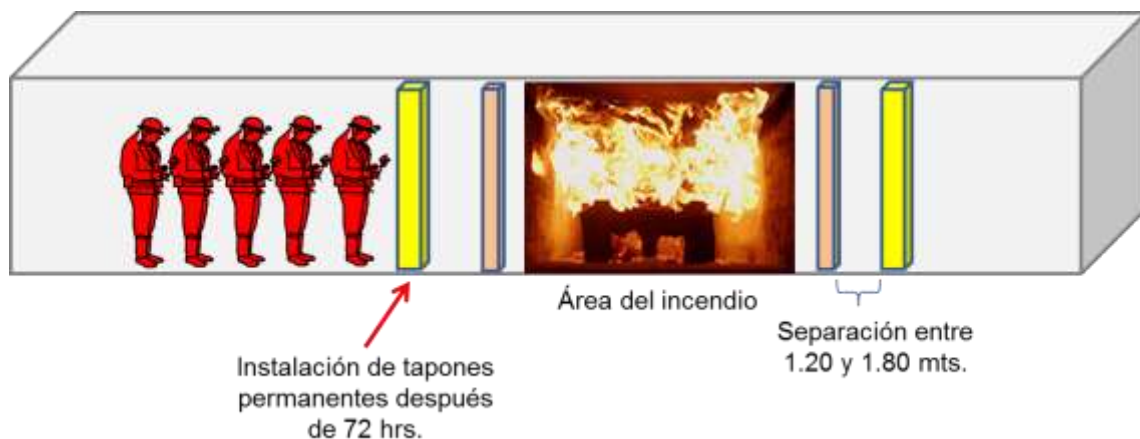 Área del incendio
Separación entre
1.20 y 1.80 mts.
Instalación de tapones
permanentes después
de 72 hrs.